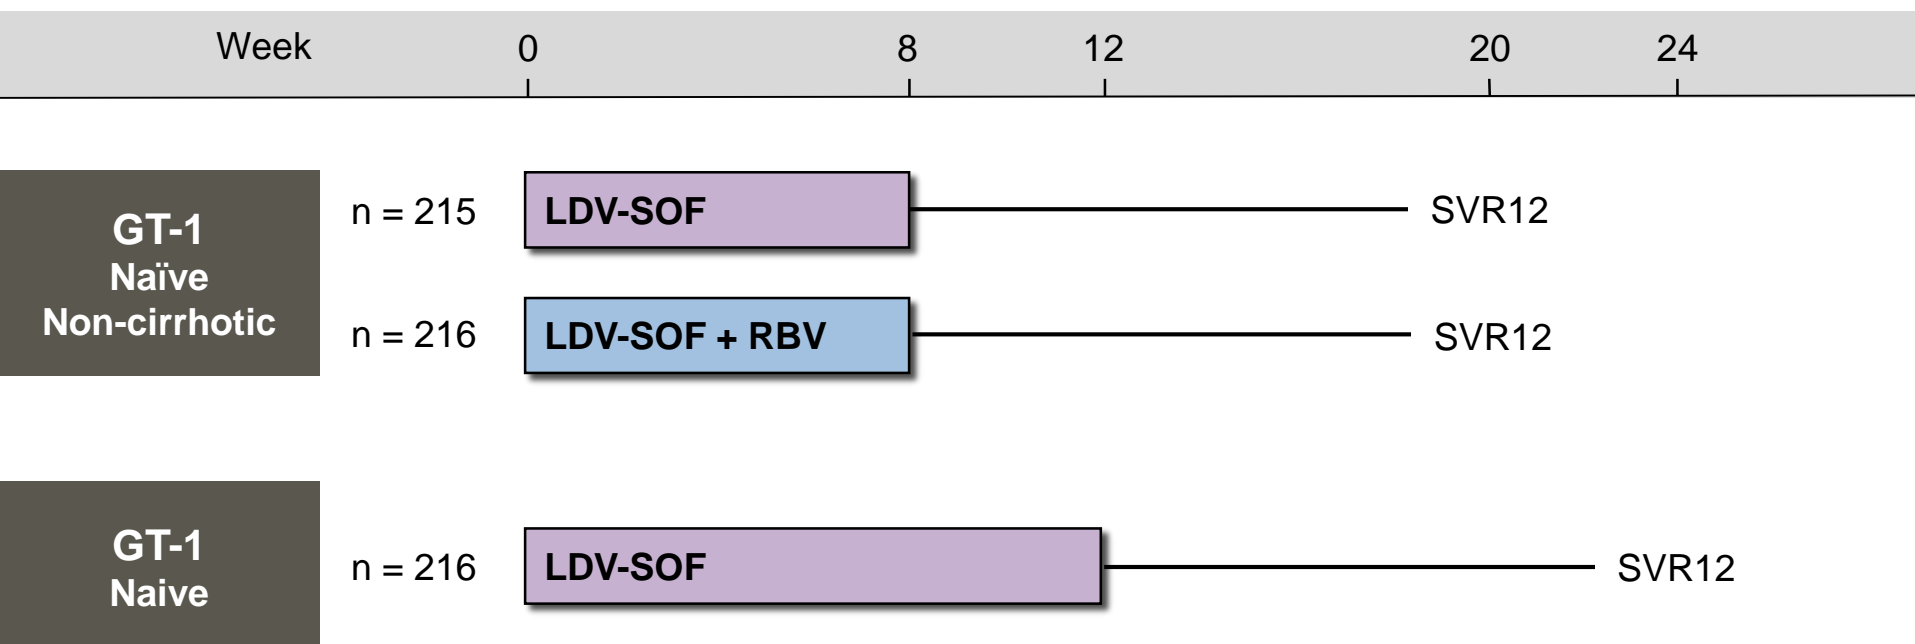 Week 0 8 12 20 24
GT-1
Naïve
Non-cirrhotic
n = 215 LDV-SOF SVR12
n = 216 LDV-SOF + RBV SVR12
GT-1
Naive
n = 216 LDV-SOF SVR12